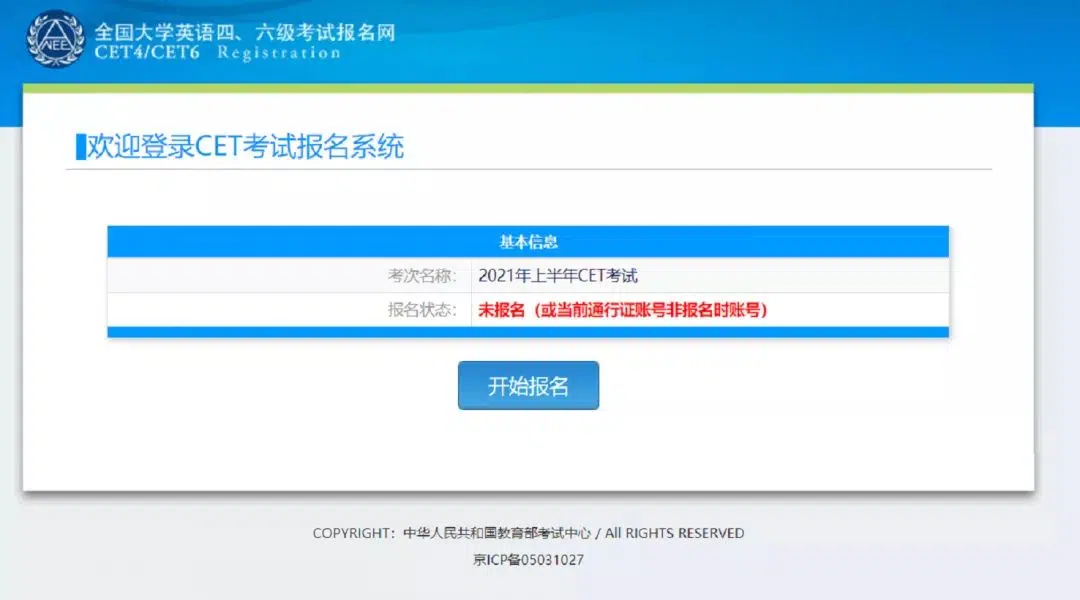 NEE
全国大学英语四、六级考试报名网
CET4/CET6 Registration
欢迎登录CET考试报名系统
基本信息
考次名称： 2021年上半年CET考试
报名状态： 未报名（或当前通行证账号非报名时账号）
开始报名
COPYRIGHT：中华人民共和国教育部考试中心 / All RIGHTS RESERVED
京ICP备05031027